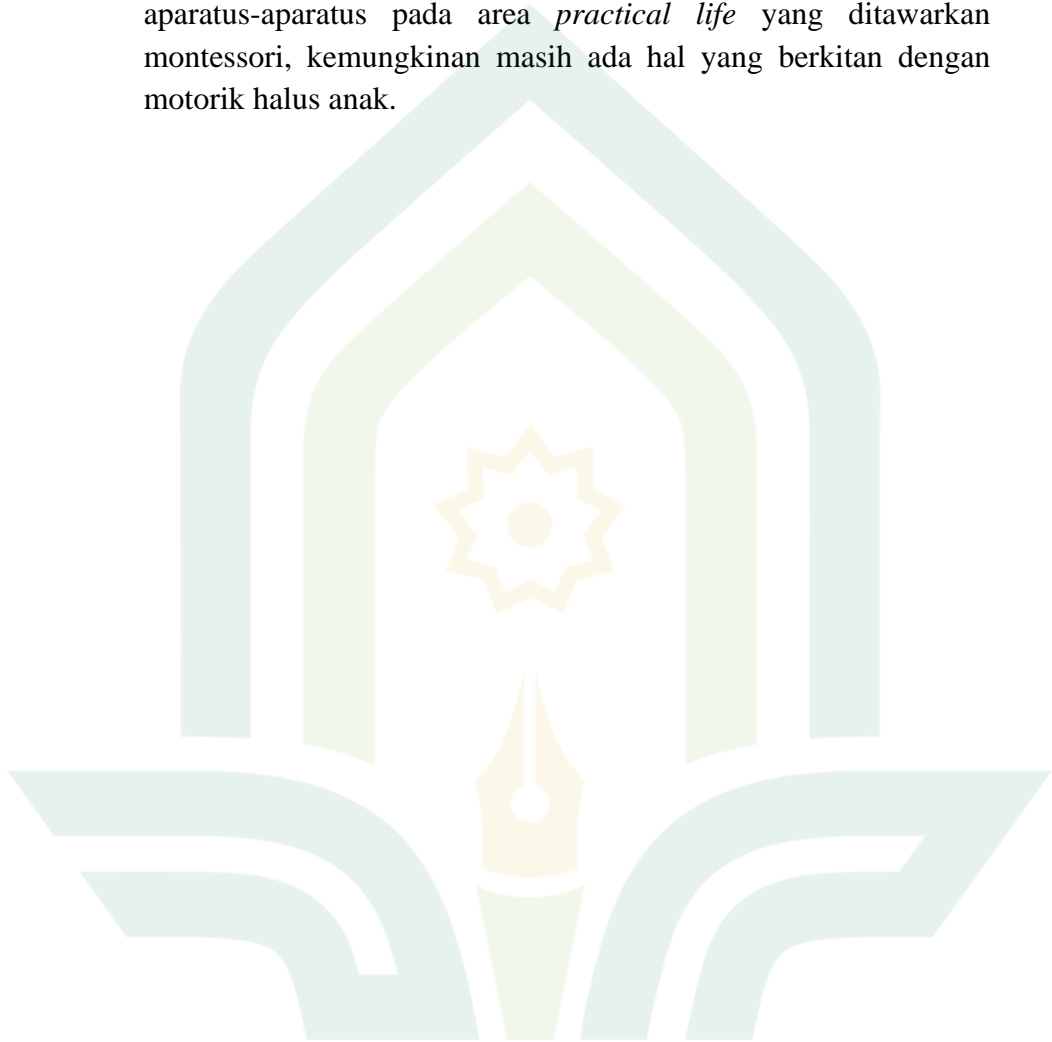 aparatus-aparatus pada area practical life yang ditawarkan
montessori, kemungkinan masih ada hal yang berkitan dengan
motorik halus anak.